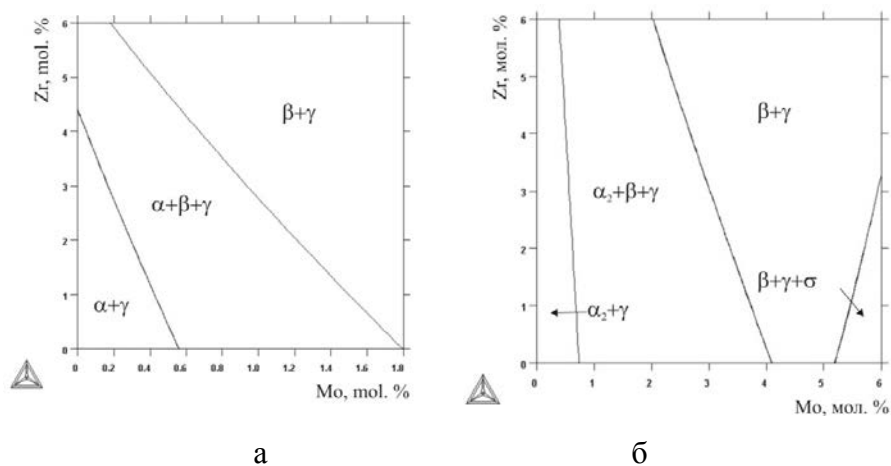 Zr, mol. %
6
5
4
3
2
1
0
β+γ
α+β+γ
α+γ
0 0.2 0.4 0.6 0.8 1.0 1.2 1.4 1.6 1.8
Mo, mol. %
а
Zr, мол. %
6
5
4
3
2
1
0
β+γ
α₂+β+γ
β+γ+σ
α₂+γ
0 1 2 3 4 5 6
Mo, мол. %
б